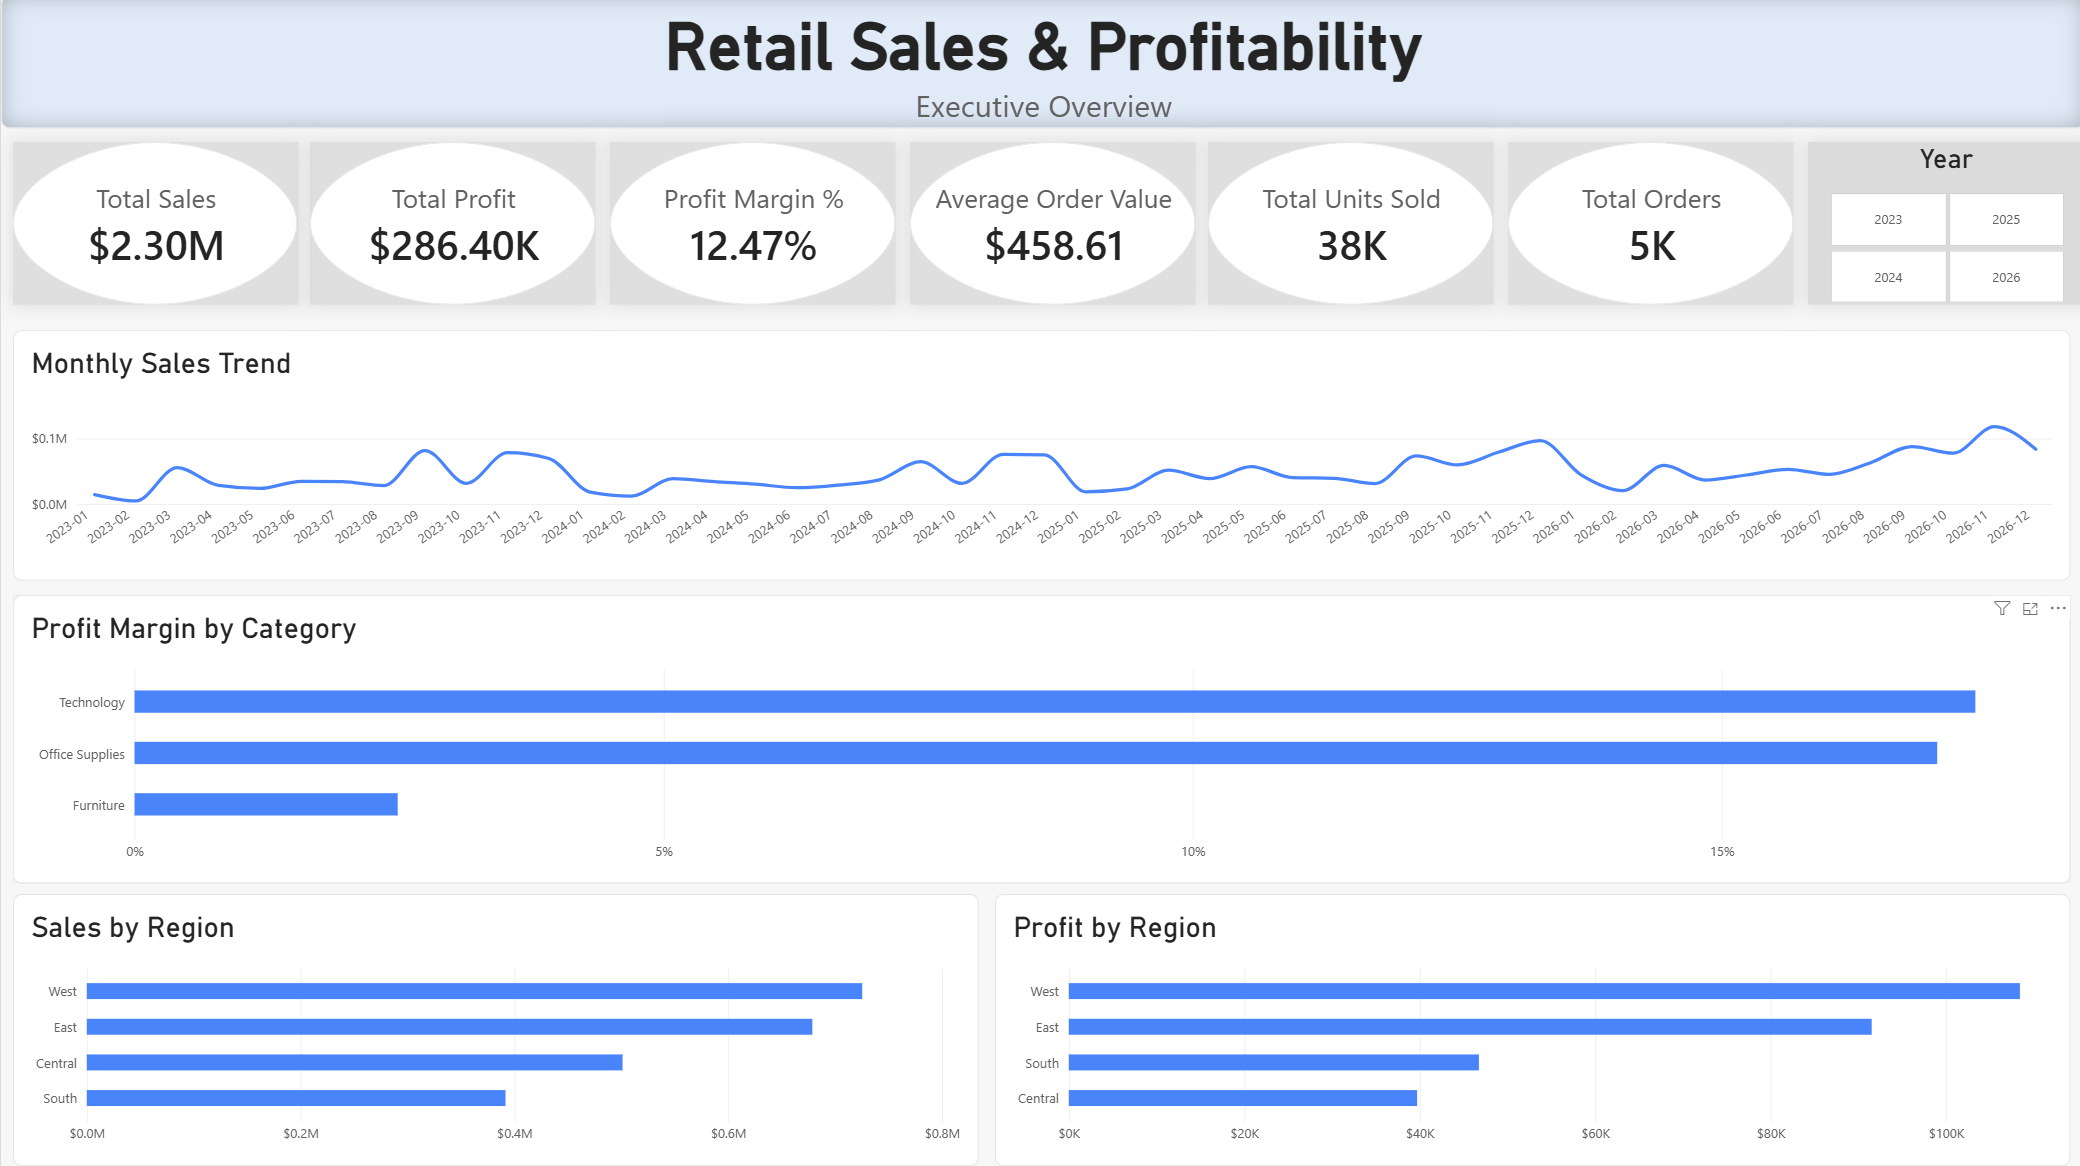 Retail Sales & Profitability
Executive Overview
Total Sales
$2.30M
Total Profit
$286.40K
Profit Margin %
12.47%
Average Order Value
$458.61
Total Units Sold
38K
Total Orders
5K
Year
2023
2025
2024
2026
Monthly Sales Trend
$0.1M
$0.0M
2023-01
2023-02
2023-03
2023-04
2023-05
2023-06
2023-07
2023-08
2023-09
2023-10
2023-11
2023-12
2024-01
2024-02
2024-03
2024-04
2024-05
2024-06
2024-07
2024-08
2024-09
2024-10
2024-11
2024-12
2025-01
2025-02
2025-03
2025-04
2025-05
2025-06
2025-07
2025-08
2025-09
2025-10
2025-11
2025-12
2026-01
2026-02
2026-03
2026-04
2026-05
2026-06
2026-07
2026-08
2026-09
2026-10
2026-11
2026-12
Profit Margin by Category
Technology
Office Supplies
Furniture
0%
5%
10%
15%
Sales by Region
West
East
Central
South
$0.0M
$0.2M
$0.4M
$0.6M
$0.8M
Profit by Region
West
East
South
Central
$0K
$20K
$40K
$60K
$80K
$100K